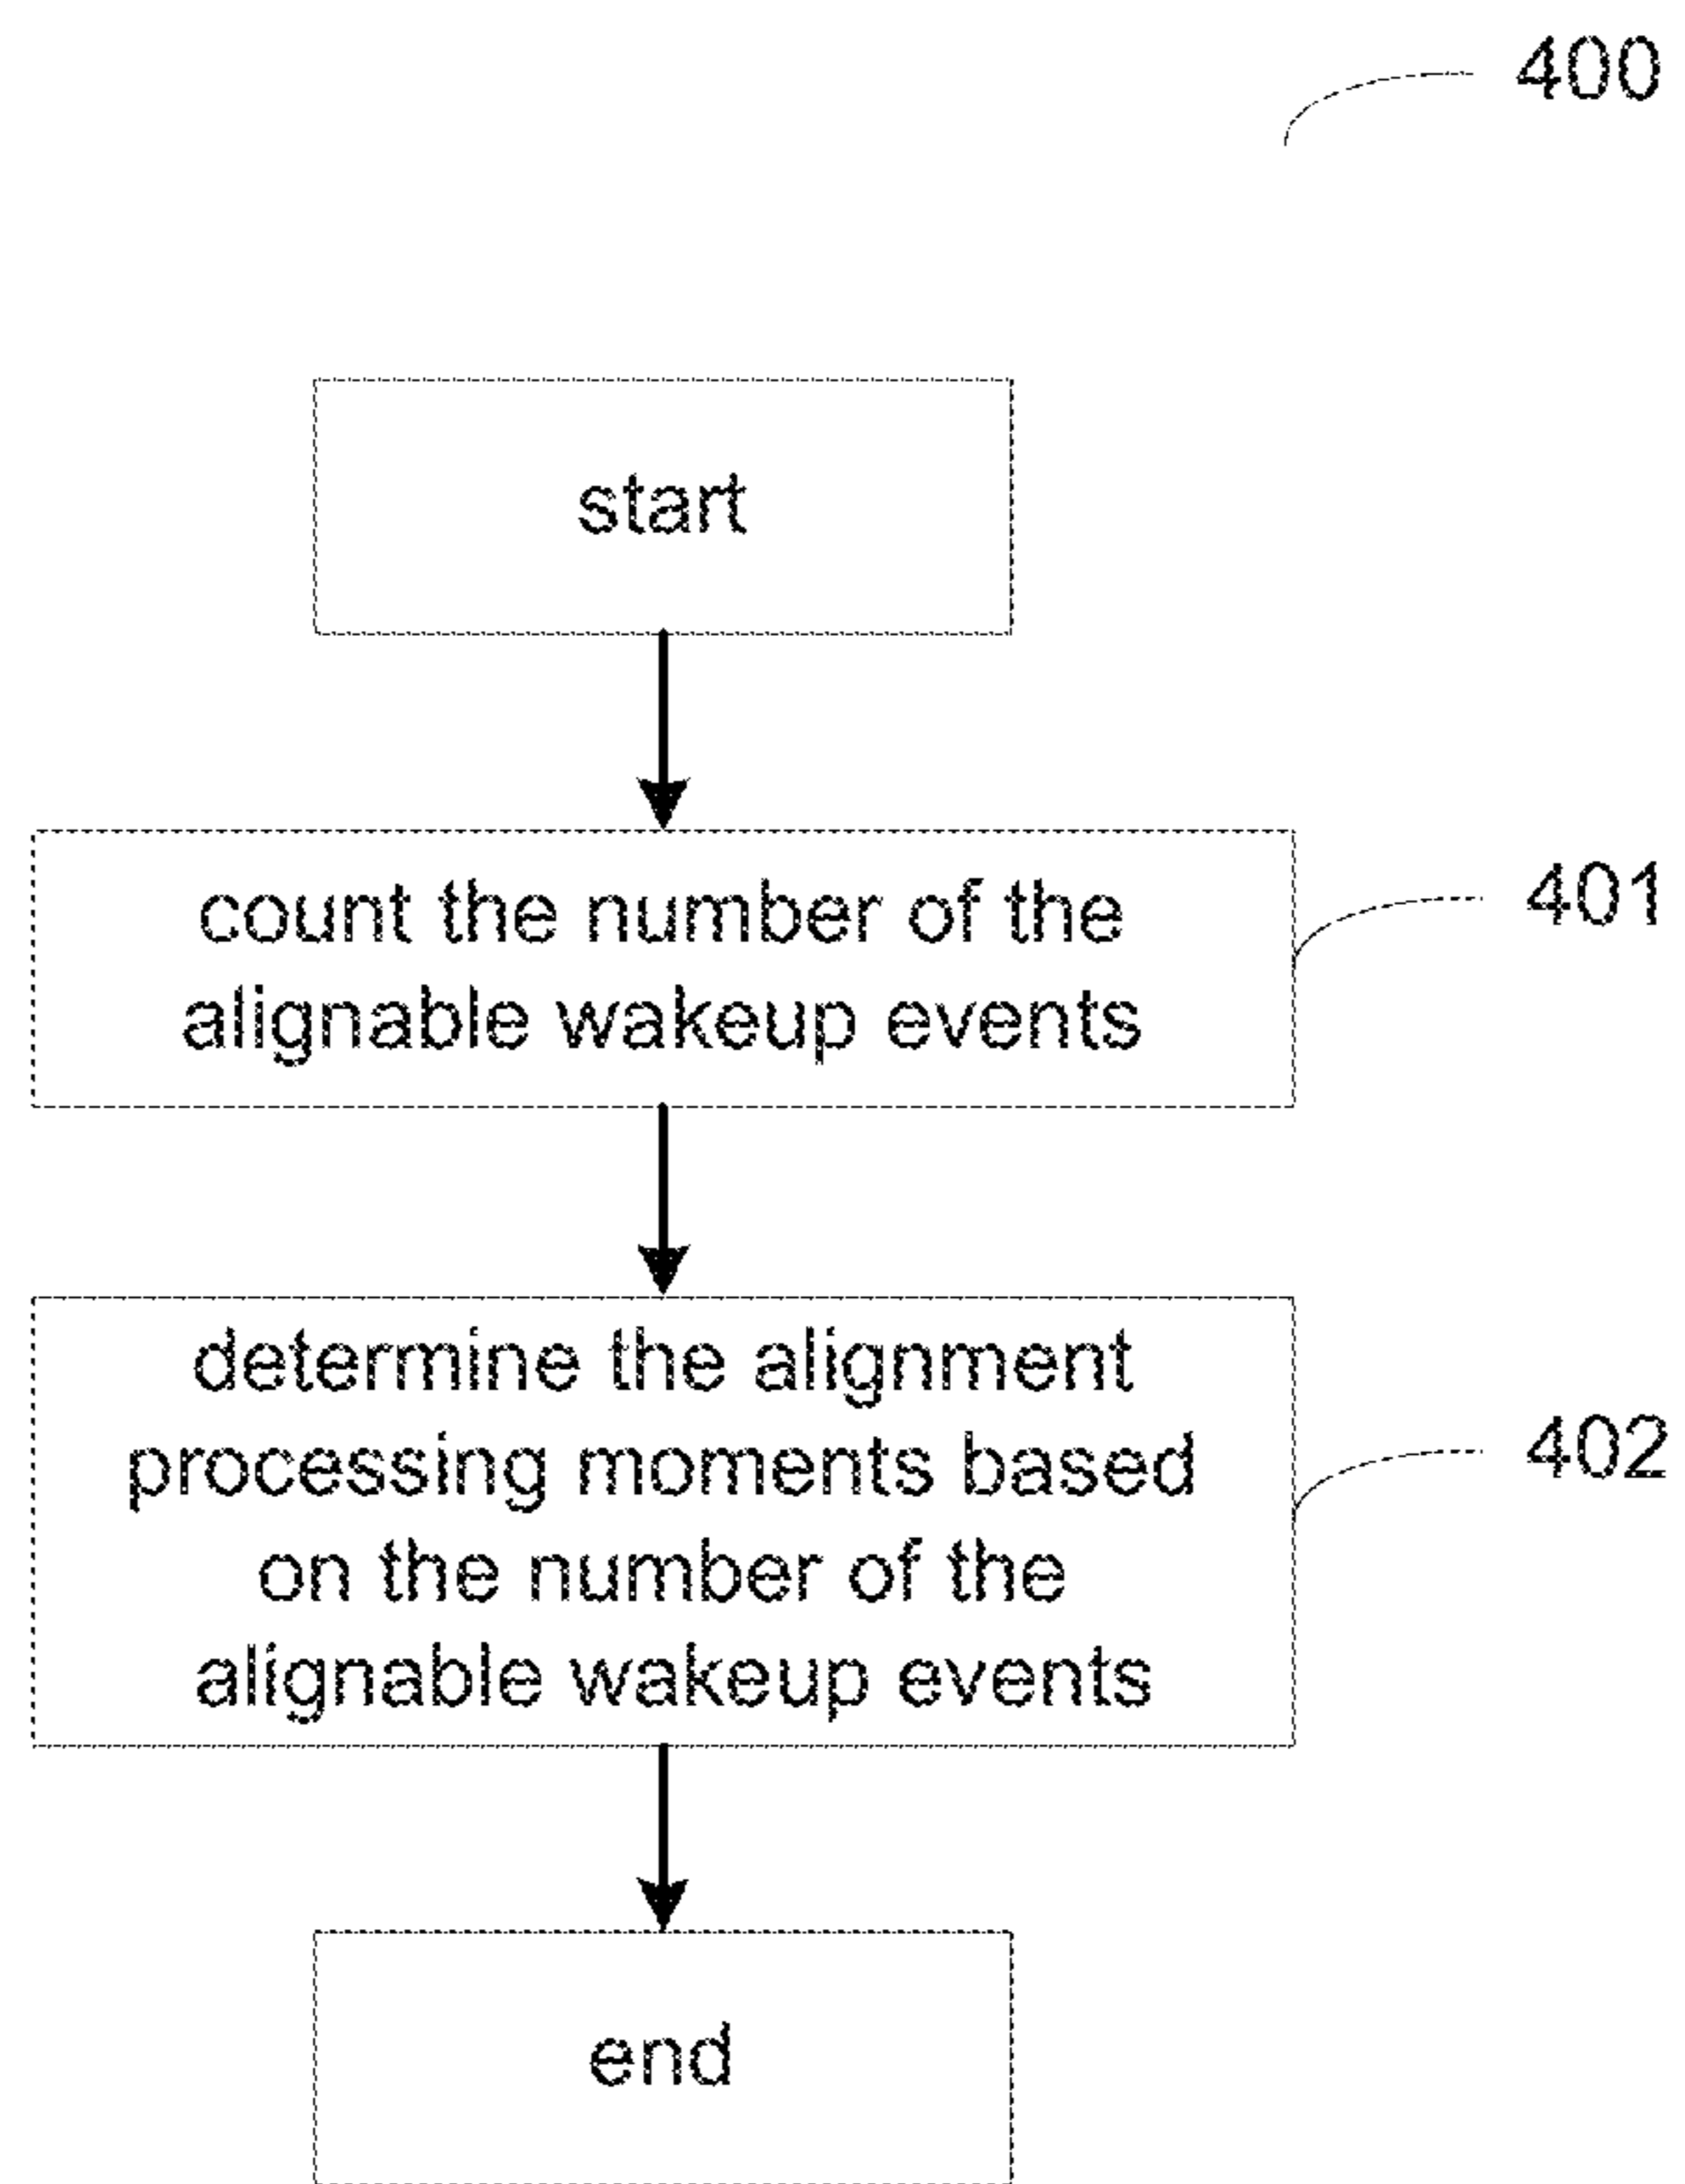 400
start
count the number of the
alignable wakeup events
401
determine the alignment
processing moments based
on the number of the
alignable wakeup events
402
end